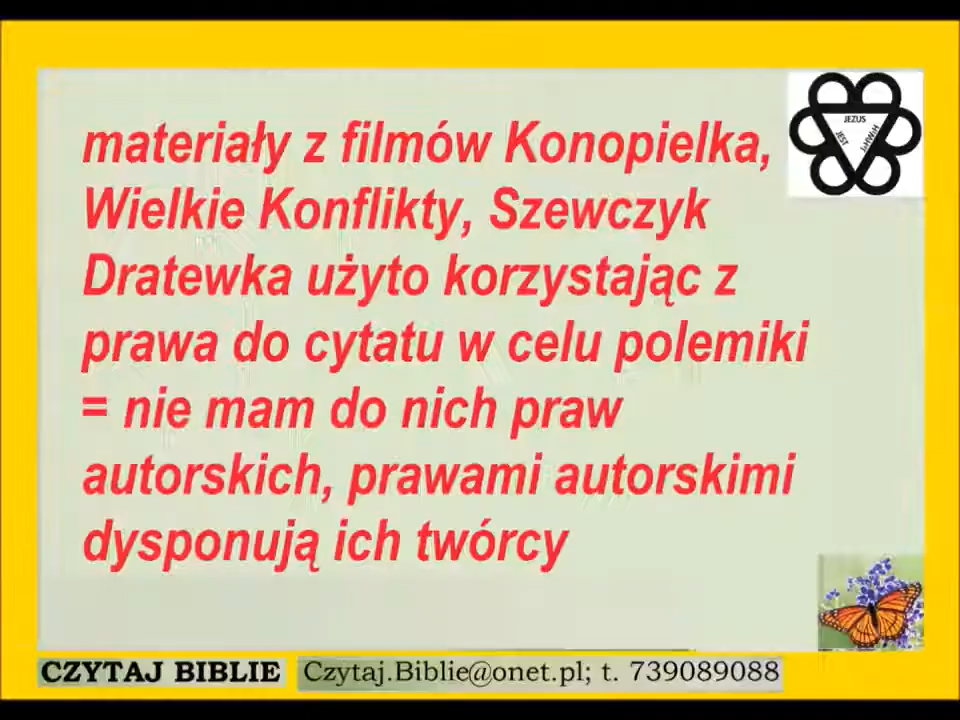 materiały z filmów Konopielka,
Wielkie Konflikty, Szewczyk
Dratewka użyto korzystając z
prawa do cytatu w celu polemiki
= nie mam do nich praw
autorskich, prawami autorskimi
dysponują ich twórcy
JEZUS
JEST
JaHWeH
CZYTAJ BIBLIE
Czytaj.Biblie@onet.pl; t. 739089088